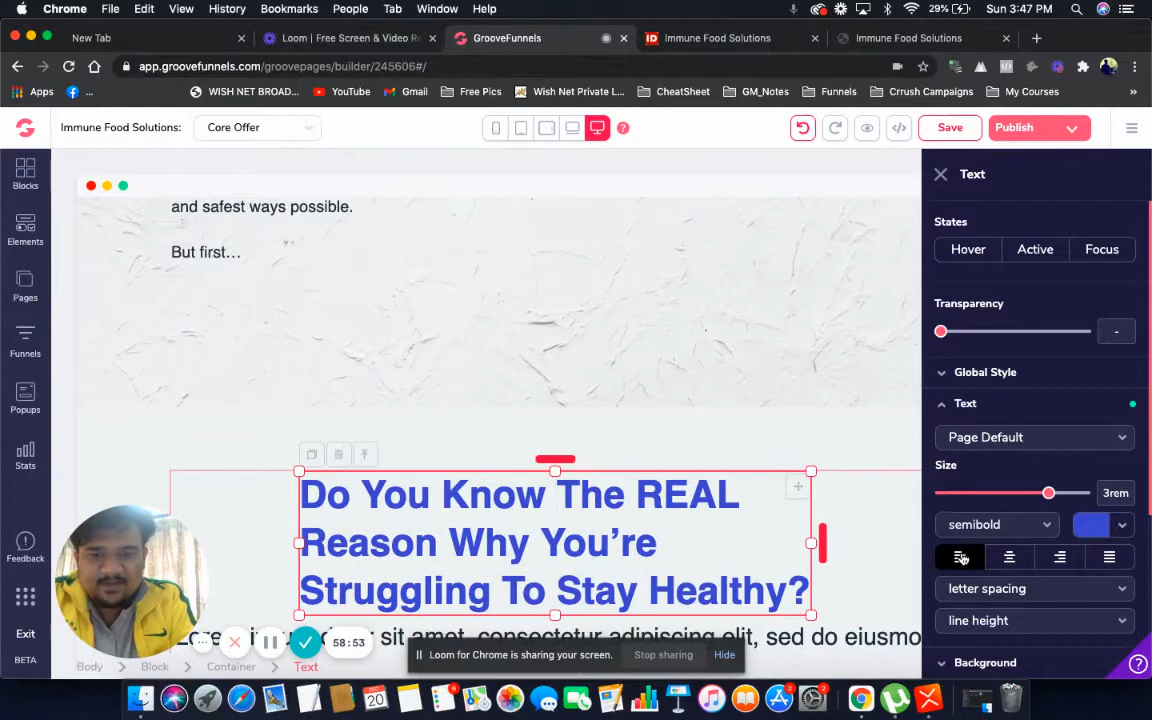 Chrome File Edit View History Bookmarks People Tab Window Help 29% Sun 3:47 PM
New Tab Loom | Free Screen & Video R GrooveFunnels Immune Food Solutions Immune Food Solutions
app.groovefunnels.com/groovepages/builder/245606#/
Apps ... WISH NET BROAD... YouTube Gmail Free Pics Wish Net Private L... CheatSheet GM_Notes Funnels Crrush Campaigns My Courses »
Immune Food Solutions: Core Offer Save Publish
Blocks
Elements
Pages
Funnels
Popups
Stats
Feedback
Exit
BETA
and safest ways possible.
But first…
Do You Know The REAL
Reason Why You’re
Struggling To Stay Healthy?
sit amet, consectetur adipiscing elit, sed do eiusmo
58:53
Loom for Chrome is sharing your screen. Stop sharing Hide
Body Block Container Text
Text
States
Hover Active Focus
Transparency
-
Global Style
Text
Page Default
Size
3rem
semibold
letter spacing
line height
Background
20
6
2
2